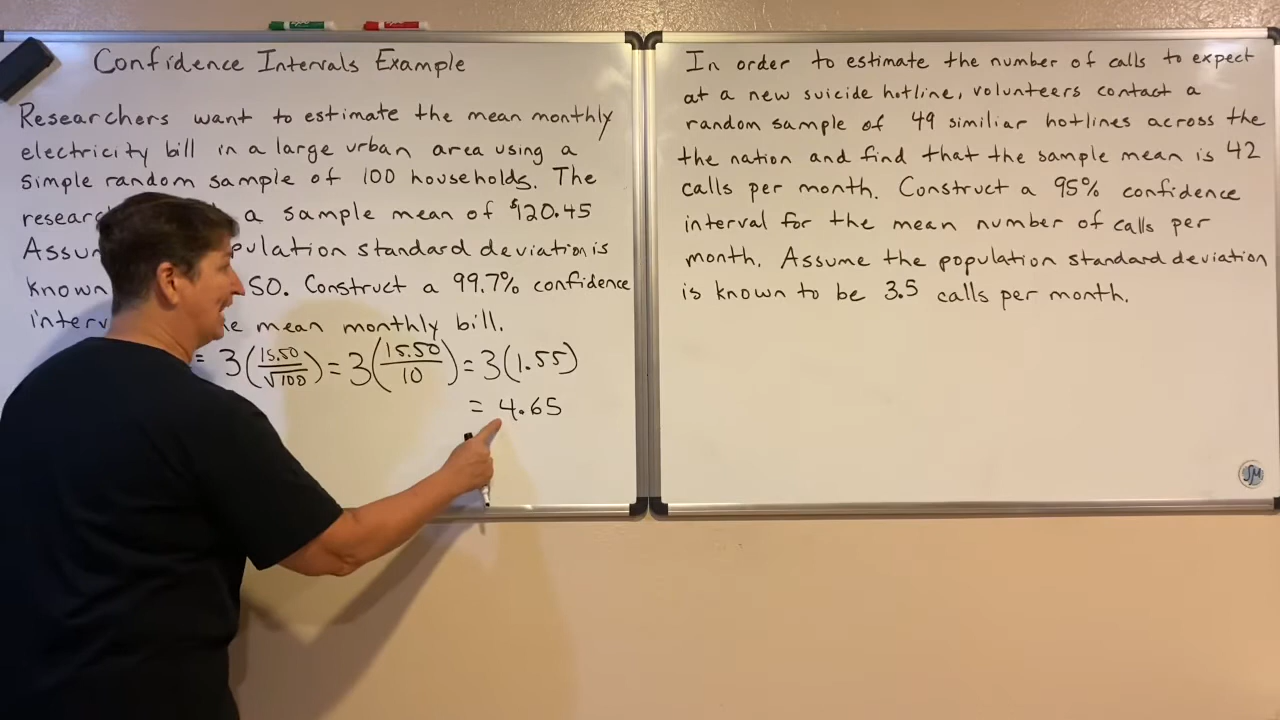 Confidence Intervals Example
Researchers want to estimate the mean monthly
electricity bill in a large urban area using a
simple random sample of 100 households. The
a sample mean of $120.45
standard deviation is
known Construct a 99.7% confidence
mean monthly bill.
= 3(15.50/√100) = 3(15.50/10) = 3(1.55)
= 4.65
In order to estimate the number of calls to expect
at a new suicide hotline, volunteers contact a
random sample of 49 similiar hotlines across the
the nation and find that the sample mean is 42
calls per month. Construct a 95% confidence
interval for the mean number of calls per
month. Assume the population standard deviation
is known to be 3.5 calls per month.
SM